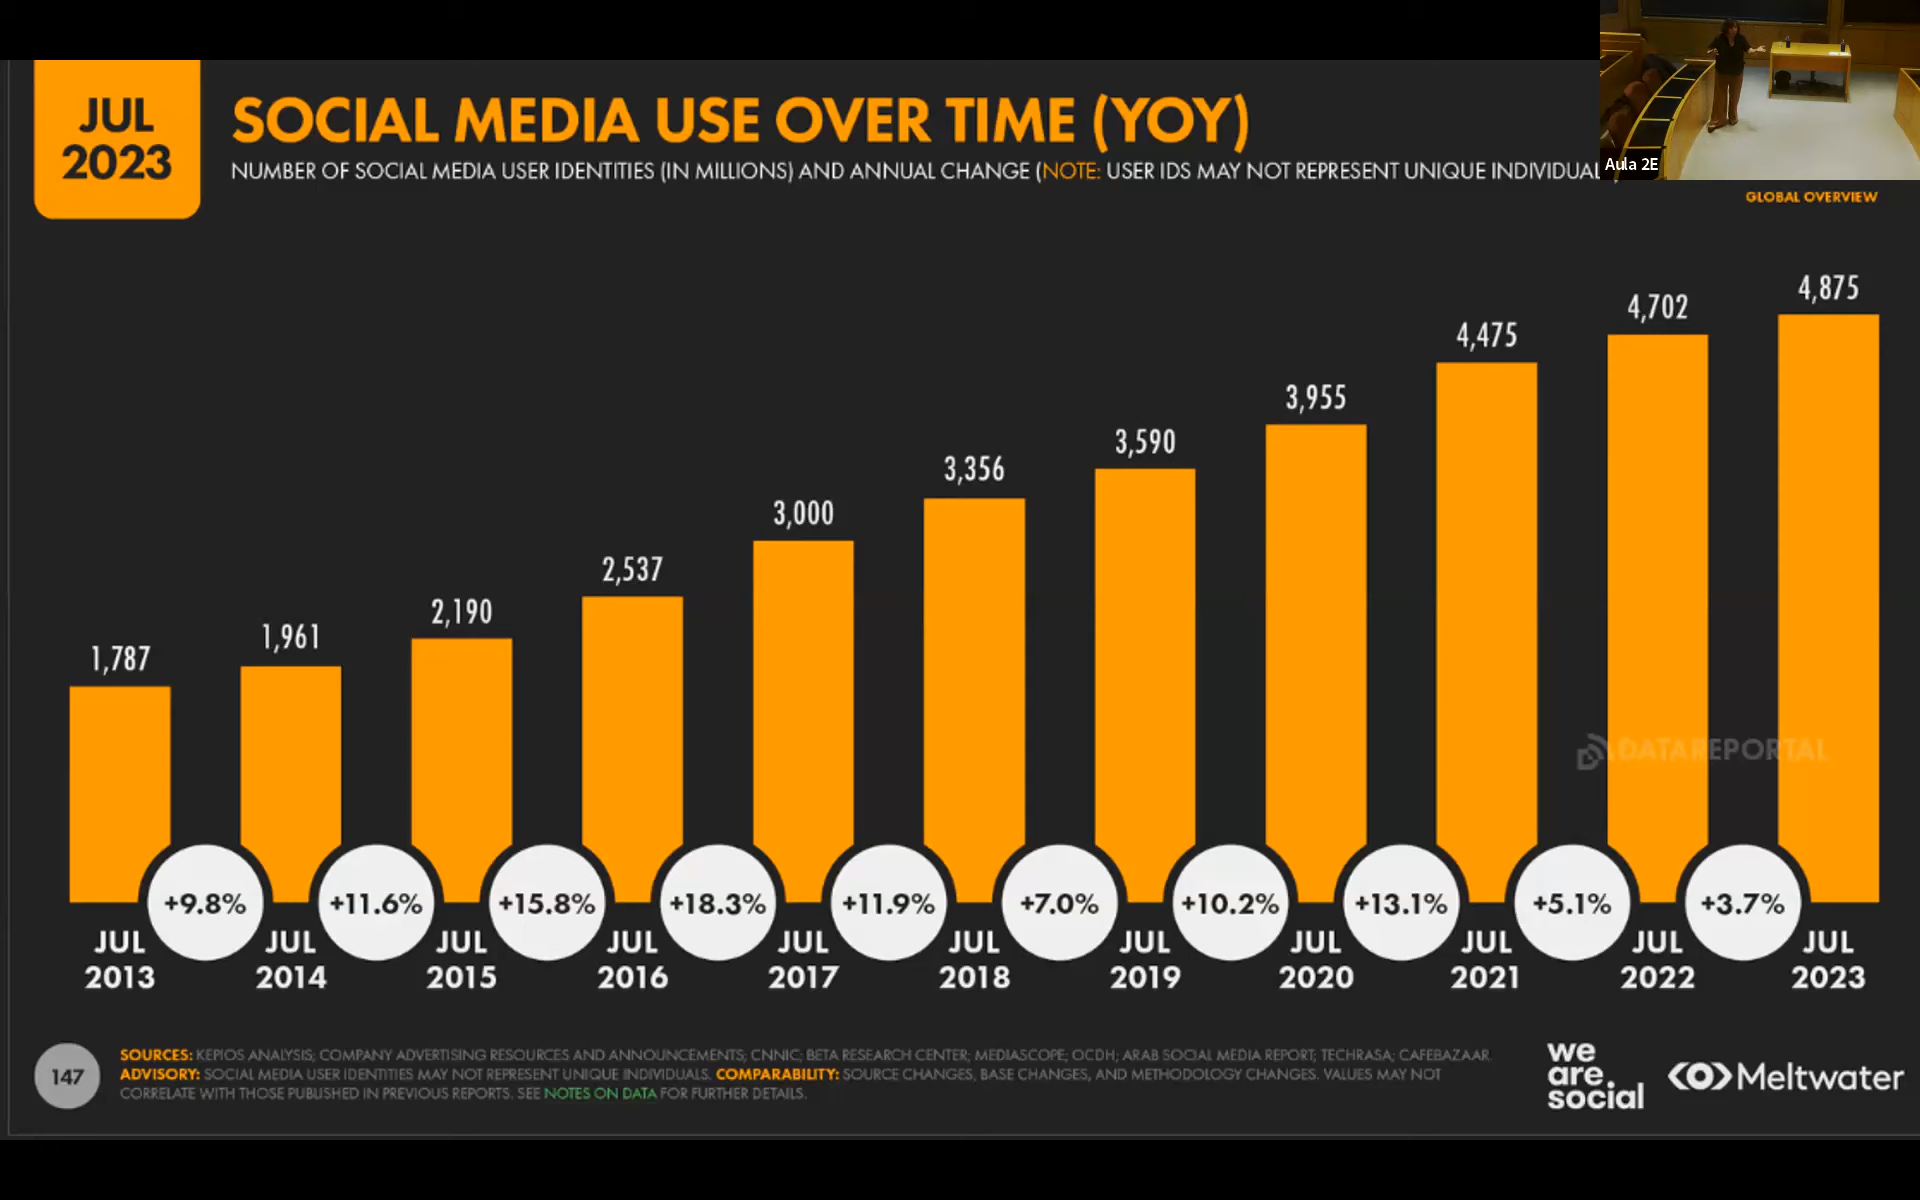 JUL
2023
SOCIAL MEDIA USE OVER TIME (YOY)
NUMBER OF SOCIAL MEDIA USER IDENTITIES (IN MILLIONS) AND ANNUAL CHANGE (NOTE: USER IDS MAY NOT REPRESENT UNIQUE INDIVIDUAL
Aula 2E
GLOBAL OVERVIEW
1,787
1,961
2,190
2,537
3,000
3,356
3,590
3,955
4,475
4,702
4,875
DATAREPORTAL
+9.8%
+11.6%
+15.8%
+18.3%
+11.9%
+7.0%
+10.2%
+13.1%
+5.1%
+3.7%
JUL
2013
JUL
2014
JUL
2015
JUL
2016
JUL
2017
JUL
2018
JUL
2019
JUL
2020
JUL
2021
JUL
2022
JUL
2023
147
SOURCES: KEPIOS ANALYSIS; COMPANY ADVERTISING RESOURCES AND ANNOUNCEMENTS; CNNIC; BETA RESEARCH CENTER; MEDIASCOPE; OCDH; ARAB SOCIAL MEDIA REPORT; TECHRASA; CAFEBAZAAR.
ADVISORY: SOCIAL MEDIA USER IDENTITIES MAY NOT REPRESENT UNIQUE INDIVIDUALS. COMPARABILITY: SOURCE CHANGES, BASE CHANGES, AND METHODOLOGY CHANGES. VALUES MAY NOT
CORRELATE WITH THOSE PUBLISHED IN PREVIOUS REPORTS. SEE NOTES ON DATA FOR FURTHER DETAILS.
we
are.
social
Meltwater